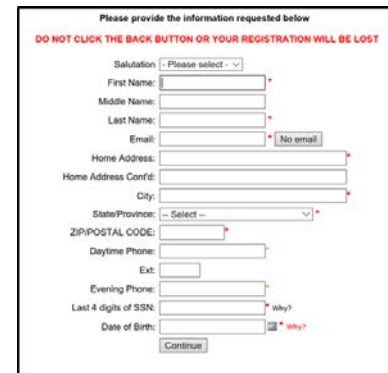 Please provide the information requested below
DO NOT CLICK THE BACK BUTTON OR YOUR REGISTRATION WILL BE LOST
Salutation - Please select -
First Name: *
Middle Name:
Last Name: *
Email: * No email
Home Address: *
Home Address Cont'd:
City: *
State/Province: -- Select -- *
ZIP/POSTAL CODE: *
Daytime Phone: *
Ext:
Evening Phone: *
Last 4 digits of SSN: * Why?
Date of Birth: * Why?
Continue